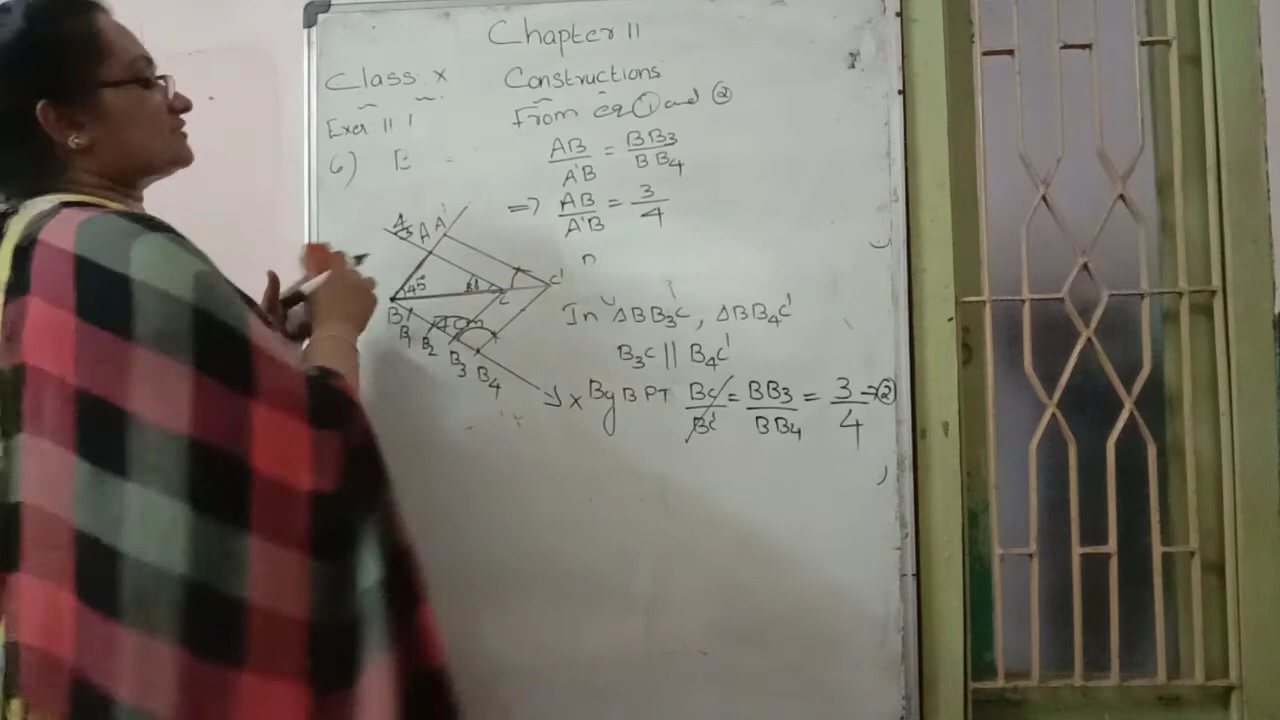 Chapter 11
Class X Constructions
Exer 11.1 From eq ① and ②
6) AB/A'B = BB3/BB4
=> AB/A'B = 3/4
A A'
45
C C'
B
B1 B2 B3 B4
4cm
X
In ΔBB3C, ΔBB4C'
B3C || B4C'
By BPT BC/BC' = BB3/BB4 = 3/4 → ②